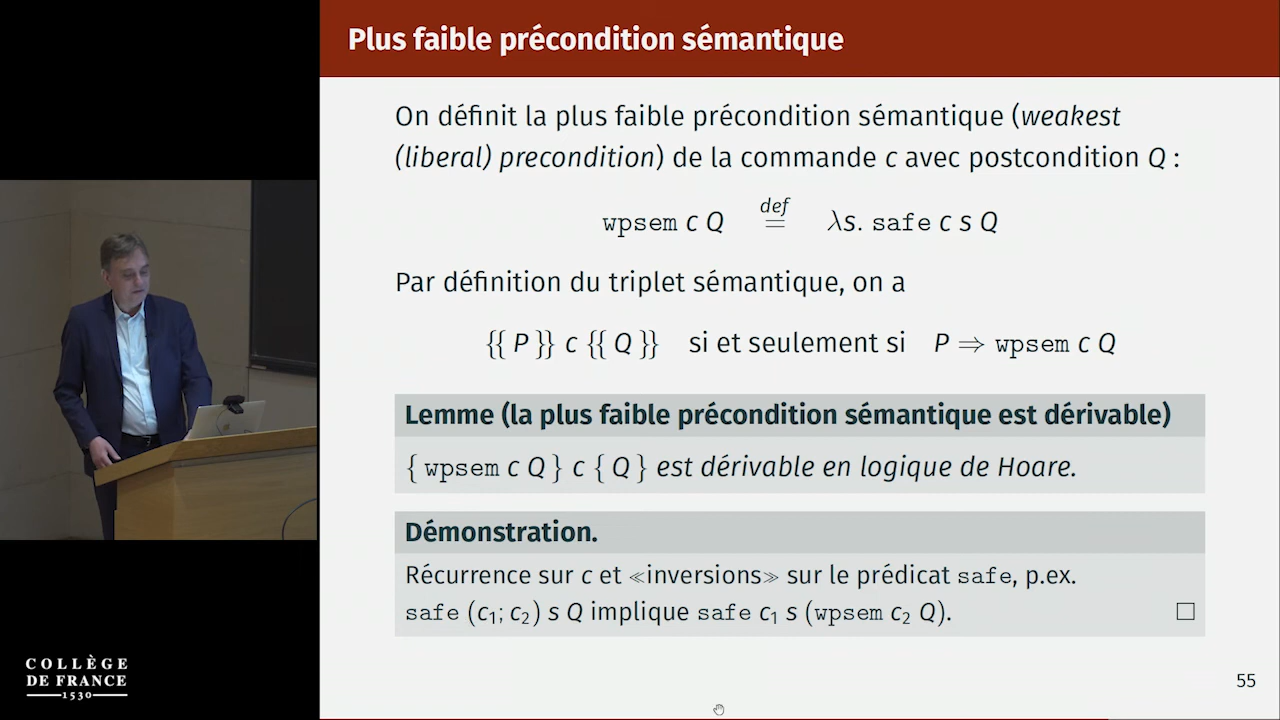 Plus faible précondition sémantique
On définit la plus faible précondition sémantique (weakest
(liberal) precondition) de la commande c avec postcondition Q :
wpsem c Q def= λs. safe c s Q
Par définition du triplet sémantique, on a
{{ P }} c {{ Q }} si et seulement si P ⇒ wpsem c Q
Lemme (la plus faible précondition sémantique est dérivable)
{ wpsem c Q } c { Q } est dérivable en logique de Hoare.
Démonstration.
Récurrence sur c et ≪inversions≫ sur le prédicat safe, p.ex.
safe (c₁; c₂) s Q implique safe c₁ s (wpsem c₂ Q). □
COLLÈGE
DE FRANCE
1530
55